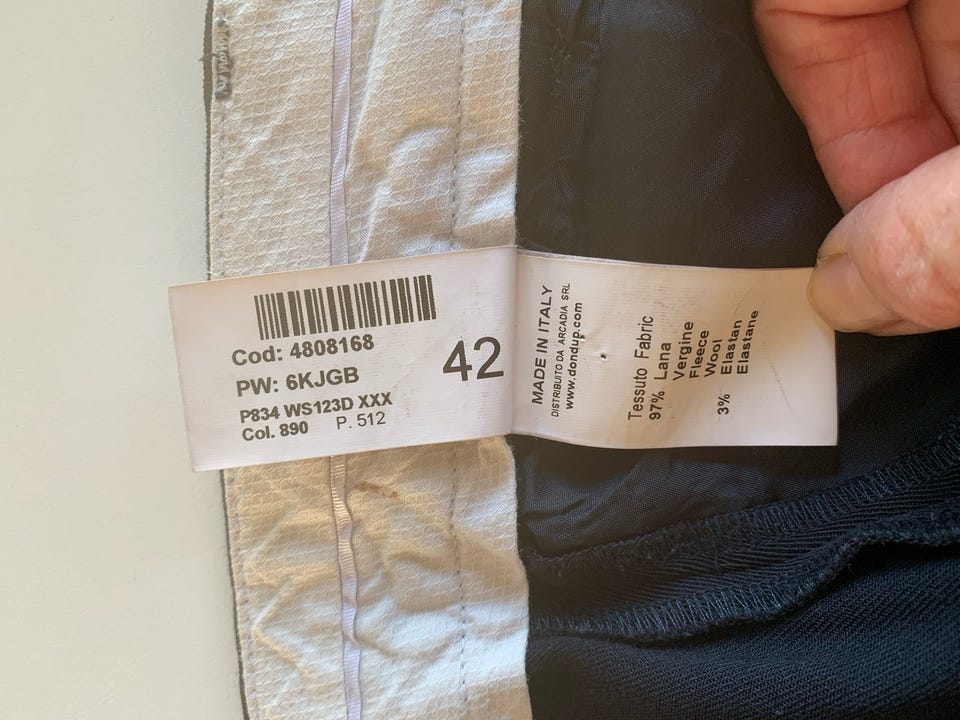 Cod: 4808168
PW: 6KJGB
P834 WS123D XXX
Col. 890 P. 512
42
MADE IN ITALY
DISTRIBUITO DA ARCADIA SRL
www.dondup.com
Tessuto Fabric
97% Lana
Vergine
Fleece
Wool
3% Elastan
Elastane